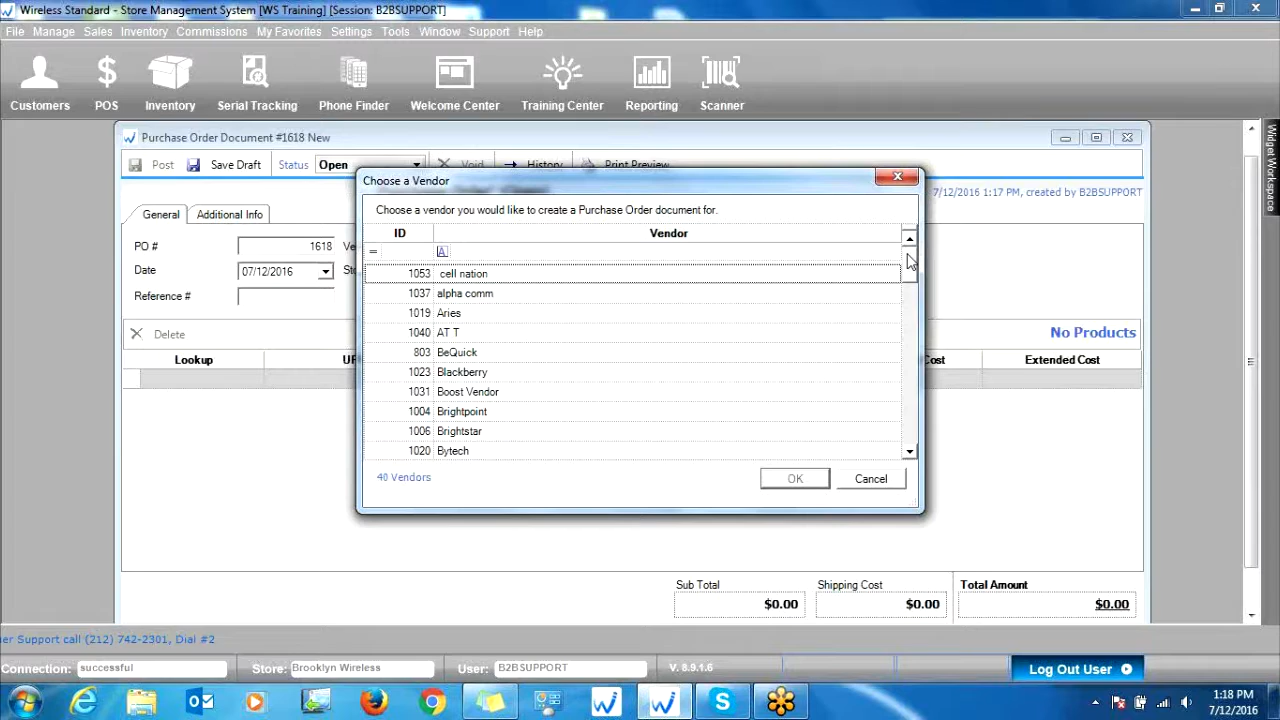 Wireless Standard - Store Management System [WS Training] [Session: B2BSUPPORT]
File Manage Sales Inventory Commissions My Favorites Settings Tools Window Support Help
Customers POS Inventory Serial Tracking Phone Finder Welcome Center Training Center Reporting Scanner
Widget Workspace
Purchase Order Document #1618 New
Post Save Draft Status Open Void History Print Preview
7/12/2016 1:17 PM, created by B2BSUPPORT
General Additional Info
PO # 1618
Date 07/12/2016
Reference #
Delete No Products
Lookup Cost Extended Cost
Choose a Vendor
Choose a vendor you would like to create a Purchase Order document for.
ID Vendor
= A
1053 cell nation
1037 alpha comm
1019 Aries
1040 AT T
803 BeQuick
1023 Blackberry
1031 Boost Vendor
1004 Brightpoint
1006 Brightstar
1020 Bytech
40 Vendors OK Cancel
Sub Total Shipping Cost Total Amount
$0.00 $0.00 $0.00
er Support call (212) 742-2301, Dial #2
Connection: successful Store: Brooklyn Wireless User: B2BSUPPORT V. 8.9.1.6 Log Out User
1:18 PM
7/12/2016